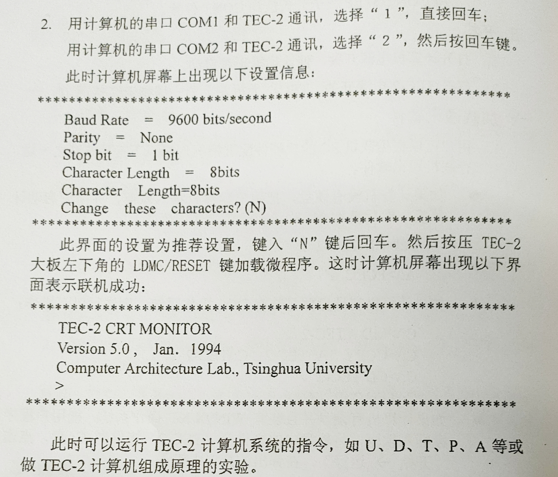 2. 用计算机的串口 COM1 和 TEC-2 通讯，选择“1”，直接回车；
用计算机的串口 COM2 和 TEC-2 通讯，选择“2”，然后按回车键。
此时计算机屏幕上出现以下设置信息：
************************************************************
Baud Rate = 9600 bits/second
Parity = None
Stop bit = 1 bit
Character Length = 8bits
Character Length=8bits
Change these characters? (N)
************************************************************
此界面的设置为推荐设置，键入“N”键后回车。然后按压 TEC-2
大板左下角的 LDMC/RESET 键加载微程序。这时计算机屏幕出现以下界
面表示联机成功：
************************************************************
TEC-2 CRT MONITOR
Version 5.0 , Jan. 1994
Computer Architecture Lab., Tsinghua University
>
************************************************************
此时可以运行 TEC-2 计算机系统的指令，如 U、D、T、P、A 等或
做 TEC-2 计算机组成原理的实验。